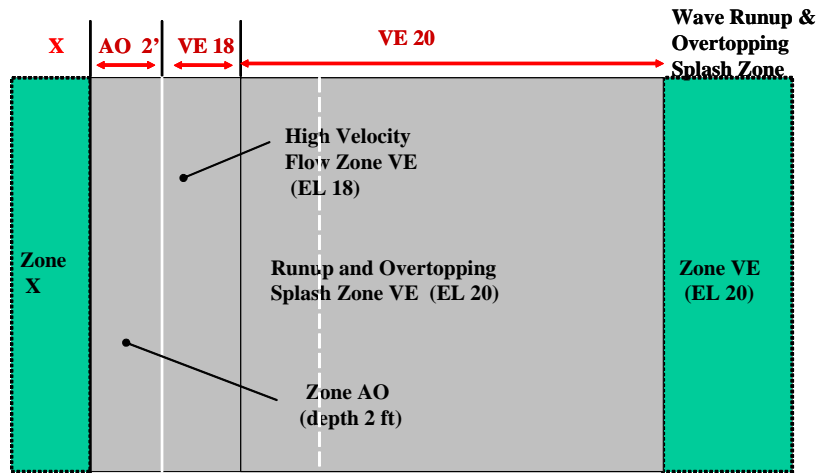 X
AO 2’
VE 18
VE 20
Wave Runup &
Overtopping
Splash Zone
High Velocity
Flow Zone VE
(EL 18)
Zone
X
Runup and Overtopping
Splash Zone VE (EL 20)
Zone VE
(EL 20)
Zone AO
(depth 2 ft)